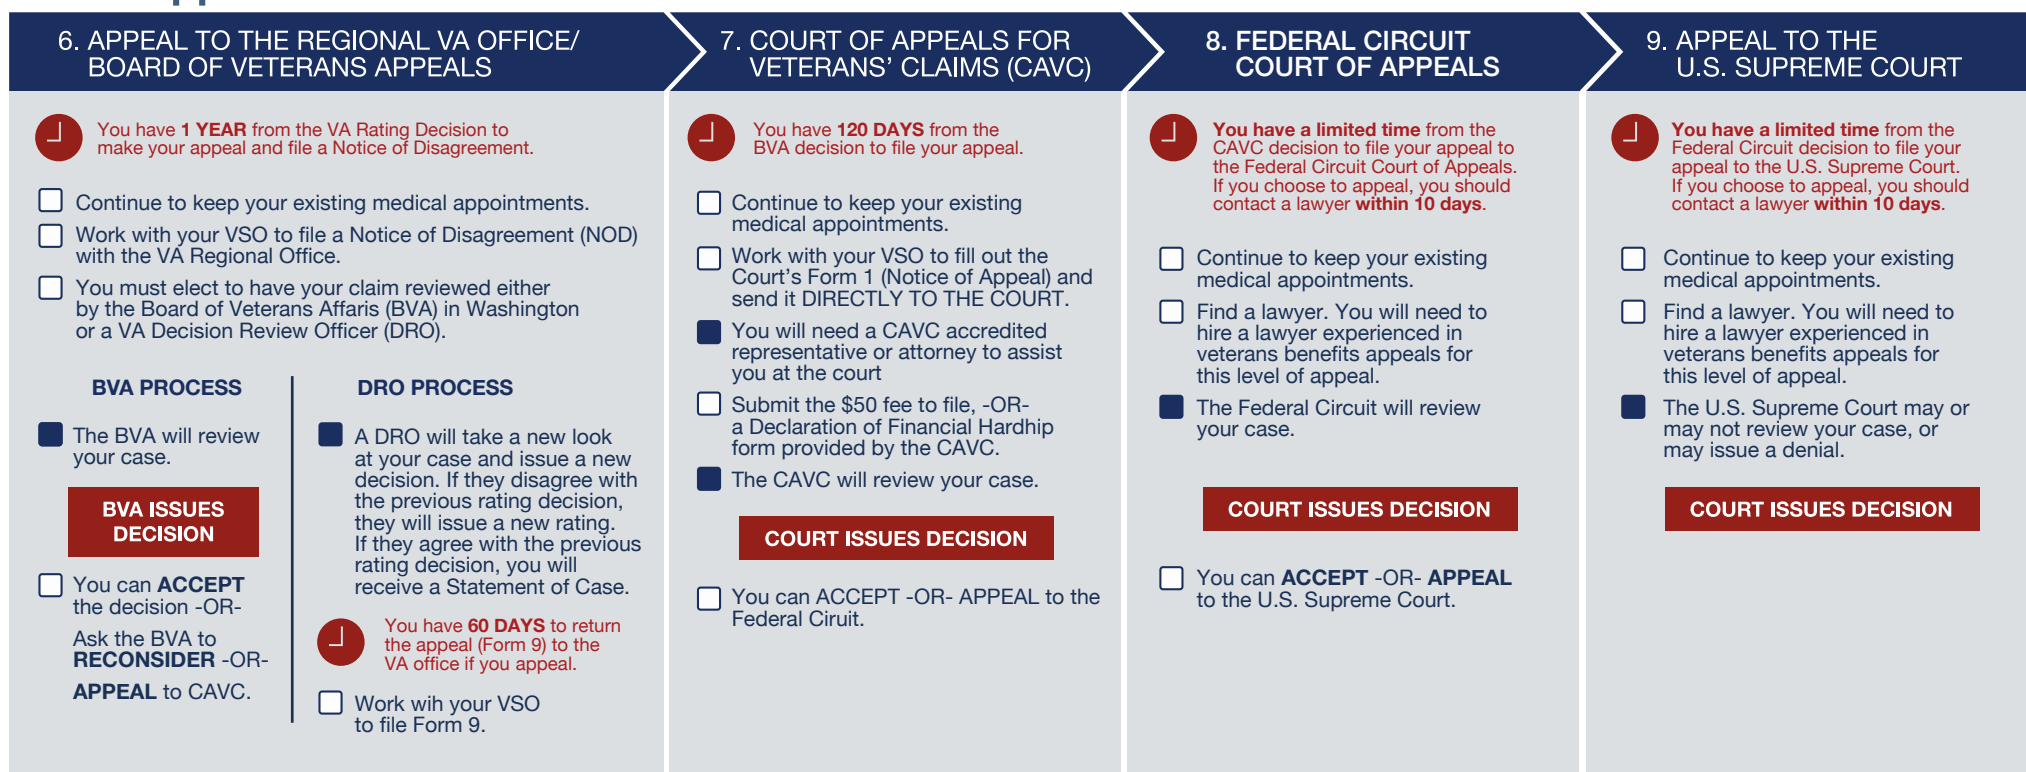 6. APPEAL TO THE REGIONAL VA OFFICE/
BOARD OF VETERANS APPEALS
You have 1 YEAR from the VA Rating Decision to
make your appeal and file a Notice of Disagreement.
Continue to keep your existing medical appointments.
Work with your VSO to file a Notice of Disagreement (NOD)
with the VA Regional Office.
You must elect to have your claim reviewed either
by the Board of Veterans Affaris (BVA) in Washington
or a VA Decision Review Officer (DRO).
BVA PROCESS
The BVA will review
your case.
BVA ISSUES
DECISION
You can ACCEPT
the decision -OR-
Ask the BVA to
RECONSIDER -OR-
APPEAL to CAVC.
DRO PROCESS
A DRO will take a new look
at your case and issue a new
decision. If they disagree with
the previous rating decision,
they will issue a new rating.
If they agree with the previous
rating decision, you will
receive a Statement of Case.
You have 60 DAYS to return
the appeal (Form 9) to the
VA office if you appeal.
Work wih your VSO
to file Form 9.
7. COURT OF APPEALS FOR
VETERANS' CLAIMS (CAVC)
You have 120 DAYS from the
BVA decision to file your appeal.
Continue to keep your existing
medical appointments.
Work with your VSO to fill out the
Court's Form 1 (Notice of Appeal) and
send it DIRECTLY TO THE COURT.
You will need a CAVC accredited
representative or attorney to assist
you at the court
Submit the $50 fee to file, -OR-
a Declaration of Financial Hardhip
form provided by the CAVC.
The CAVC will review your case.
COURT ISSUES DECISION
You can ACCEPT -OR- APPEAL to the
Federal Ciruit.
8. FEDERAL CIRCUIT
COURT OF APPEALS
You have a limited time from the
CAVC decision to file your appeal to
the Federal Circuit Court of Appeals.
If you choose to appeal, you should
contact a lawyer within 10 days.
Continue to keep your existing
medical appointments.
Find a lawyer. You will need to
hire a lawyer experienced in
veterans benefits appeals for
this level of appeal.
The Federal Circuit will review
your case.
COURT ISSUES DECISION
You can ACCEPT -OR- APPEAL
to the U.S. Supreme Court.
9. APPEAL TO THE
U.S. SUPREME COURT
You have a limited time from the
Federal Circuit decision to file your
appeal to the U.S. Supreme Court.
If you choose to appeal, you should
contact a lawyer within 10 days.
Continue to keep your existing
medical appointments.
Find a lawyer. You will need to
hire a lawyer experienced in
veterans benefits appeals for
this level of appeal.
The U.S. Supreme Court may or
may not review your case, or
may issue a denial.
COURT ISSUES DECISION